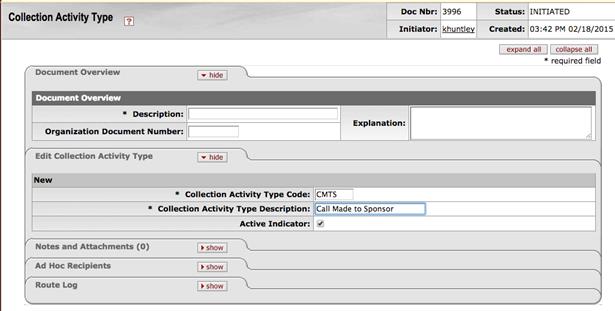 Collection Activity Type ?
Doc Nbr: 3996 Status: INITIATED
Initiator: khuntley Created: 03:42 PM 02/18/2015
expand all collapse all
* required field
Document Overview hide
Document Overview
* Description:
Explanation:
Organization Document Number:
Edit Collection Activity Type hide
New
* Collection Activity Type Code: CMTS
* Collection Activity Type Description: Call Made to Sponsor
Active Indicator:
Notes and Attachments (0) show
Ad Hoc Recipients show
Route Log show